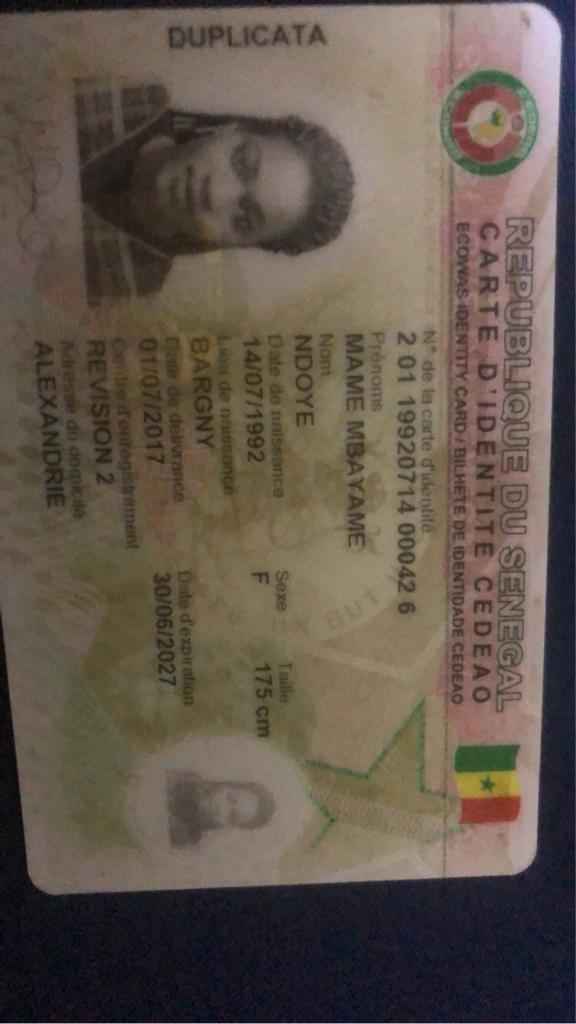 REPUBLIQUE DU SENEGAL
CARTE D'IDENTITE CEDEAO
ECOWAS IDENTITY CARD / BILHETE DE IDENTIDADE CEDEAO
N° de la carte d'identité
2 01 19920714 00042 6
Prénoms
MAME MBAYAME
Nom
NDOYE
Date de naissance
14/07/1992
Sexe
F
Taille
175 cm
Lieu de naissance
BARGNY
Date de délivrance
01/07/2017
Date d'expiration
30/06/2027
Centre d'enregistrement
REVISION 2
Adresse du domicile
ALEXANDRIE
DUPLICATA